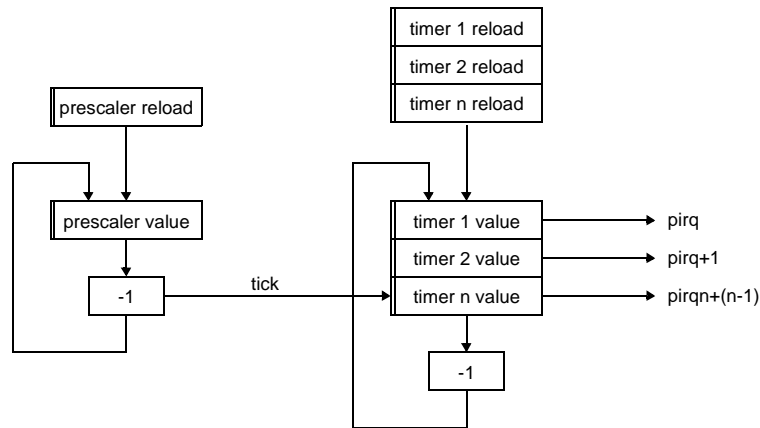 timer 1 reload
timer 2 reload
timer n reload
prescaler reload
prescaler value
-1
tick
timer 1 value
timer 2 value
timer n value
-1
pirq
pirq+1
pirqn+(n-1)